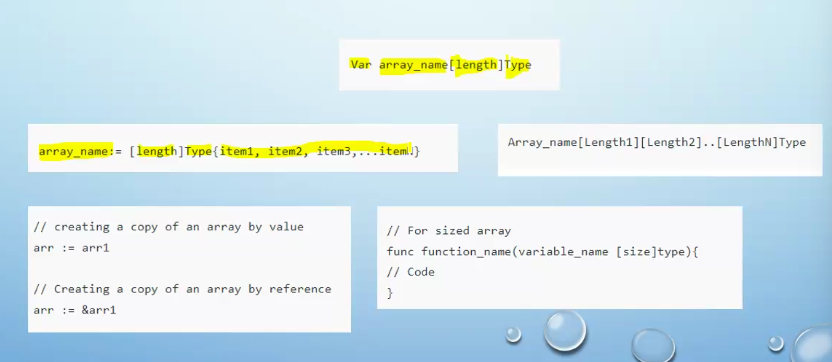 Var array_name[length]Type
array_name:= [length]Type{item1, item2, item3,...itemN}
Array_name[Length1][Length2]..[LengthN]Type
// creating a copy of an array by value
arr := arr1
// Creating a copy of an array by reference
arr := &arr1
// For sized array
func function_name(variable_name [size]type){
// Code
}